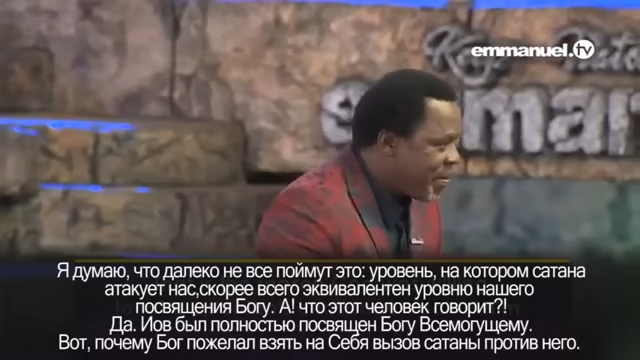 emmanuel.tv
Я думаю, что далеко не все поймут это: уровень, на котором сатана
атакует нас,скорее всего эквивалентен уровню нашего
посвящения Богу. А! что этот человек говорит?!
Да. Иов был полностью посвящен Богу Всемогущему.
Вот, почему Бог пожелал взять на Себя вызов сатаны против него.